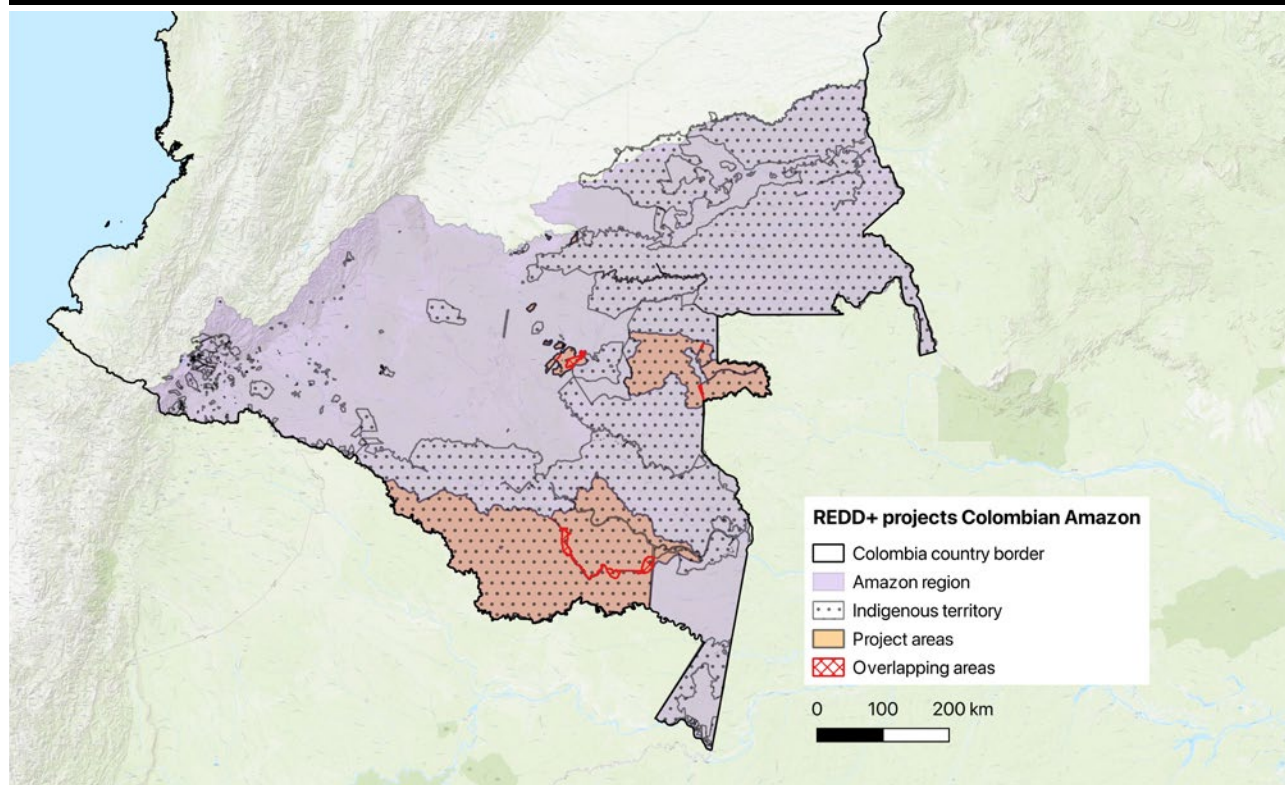 REDD+ projects Colombian Amazon
Colombia country border
Amazon region
Indigenous territory
Project areas
Overlapping areas
0 100 200 km